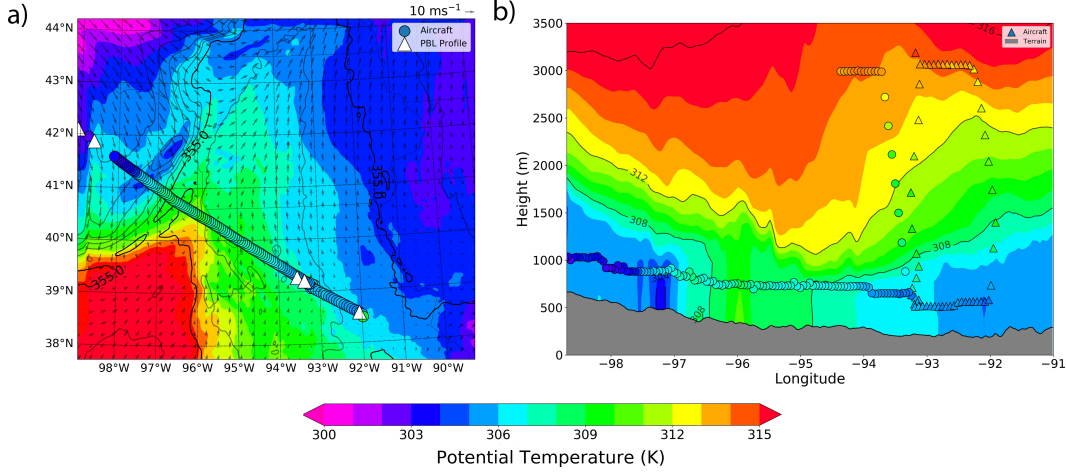 a)
10 ms⁻¹
Aircraft
PBL Profile
44°N
43°N
42°N
41°N
40°N
39°N
38°N
355.0
355.0
355.0
98°W 97°W 96°W 95°W 94°W 93°W 92°W 91°W 90°W
b)
Aircraft
Terrain
3500
3000
2500
2000
1500
1000
500
0
Height (m)
316
312
308
308
308
−98 −97 −96 −95 −94 −93 −92 −91
Longitude
300 303 306 309 312 315
Potential Temperature (K)